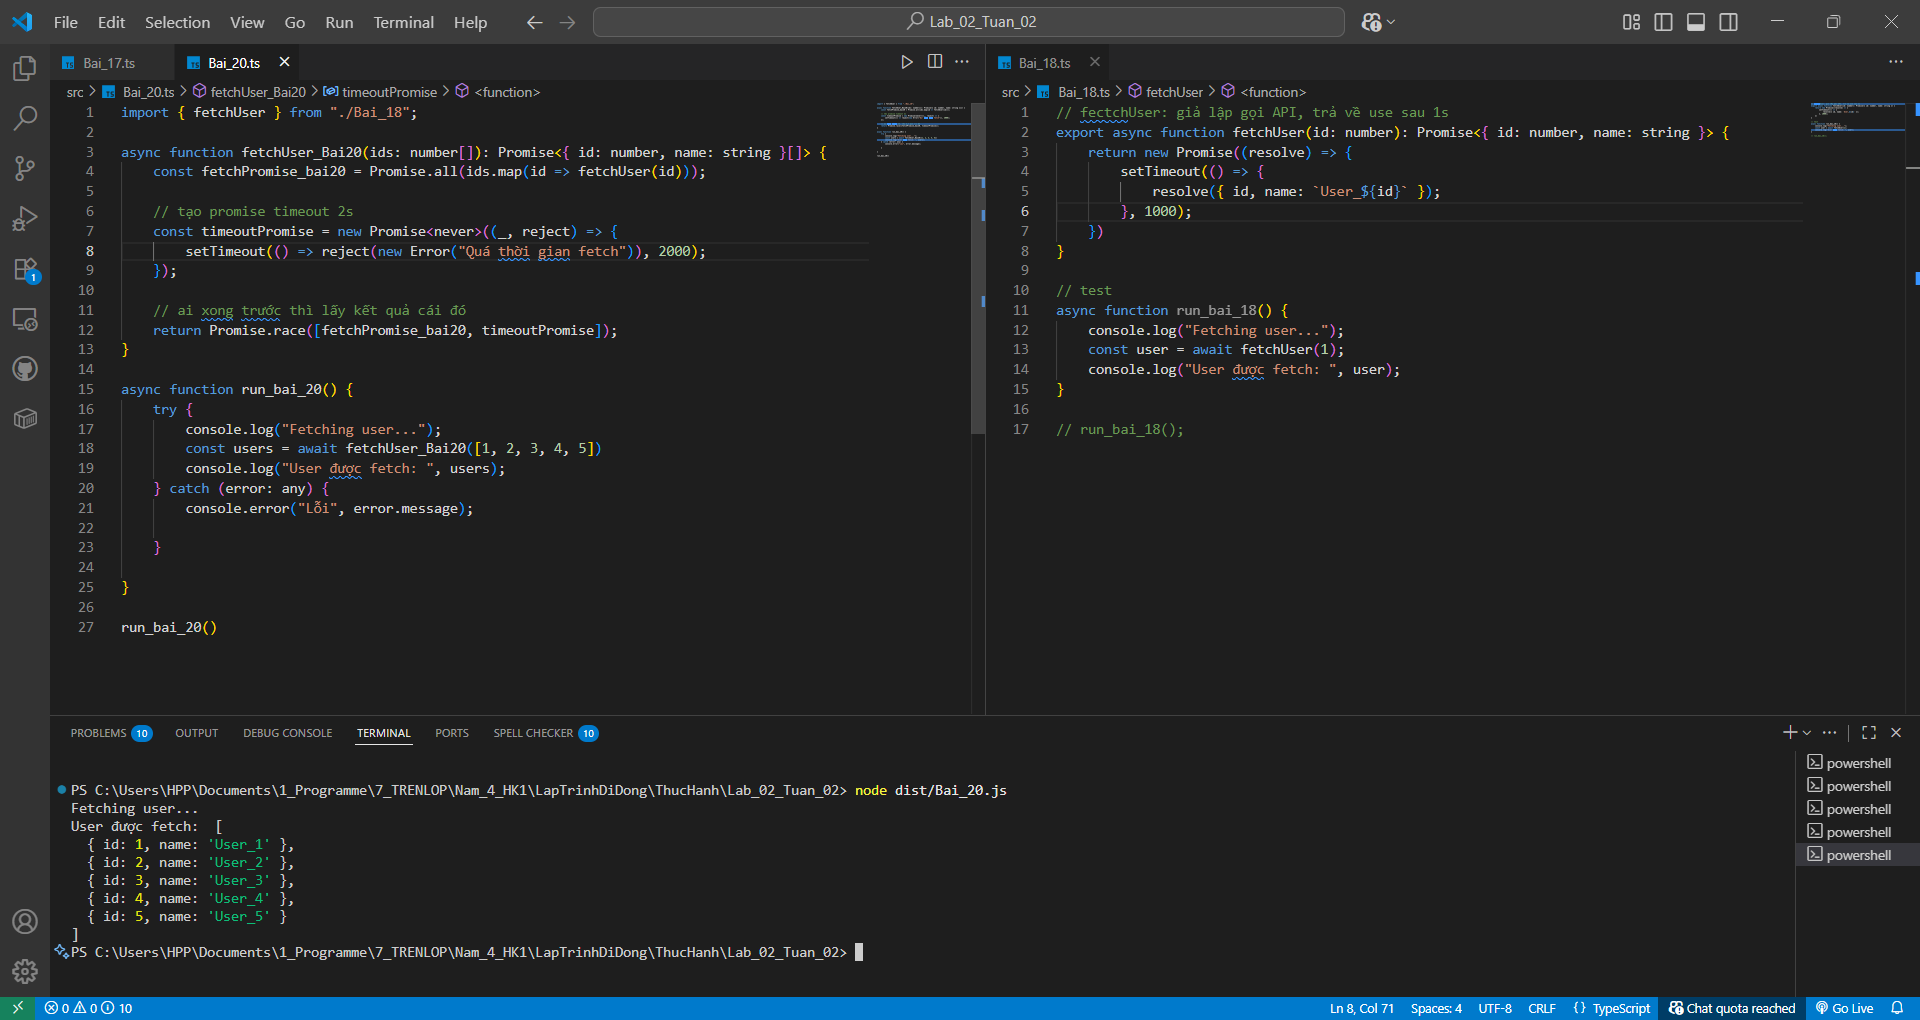 File Edit Selection View Go Run Terminal Help
Lab_02_Tuan_02
Bai_17.ts
Bai_20.ts
src > Bai_20.ts > fetchUser_Bai20 > timeoutPromise > <function>
1 import { fetchUser } from "./Bai_18";
2
3 async function fetchUser_Bai20(ids: number[]): Promise<{ id: number, name: string }[]> {
4 const fetchPromise_bai20 = Promise.all(ids.map(id => fetchUser(id)));
5
6 // tạo promise timeout 2s
7 const timeoutPromise = new Promise<never>((_, reject) => {
8 setTimeout(() => reject(new Error("Quá thời gian fetch")), 2000);
9 });
10
11 // ai xong trước thì lấy kết quả cái đó
12 return Promise.race([fetchPromise_bai20, timeoutPromise]);
13 }
14
15 async function run_bai_20() {
16 try {
17 console.log("Fetching user...");
18 const users = await fetchUser_Bai20([1, 2, 3, 4, 5])
19 console.log("User được fetch: ", users);
20 } catch (error: any) {
21 console.error("Lỗi", error.message);
22
23 }
24
25 }
26
27 run_bai_20()
Bai_18.ts
src > Bai_18.ts > fetchUser > <function>
1 // fectchUser: giả lập gọi API, trả về use sau 1s
2 export async function fetchUser(id: number): Promise<{ id: number, name: string }> {
3 return new Promise((resolve) => {
4 setTimeout(() => {
5 resolve({ id, name: `User_${id}` });
6 }, 1000);
7 })
8 }
9
10 // test
11 async function run_bai_18() {
12 console.log("Fetching user...");
13 const user = await fetchUser(1);
14 console.log("User được fetch: ", user);
15 }
16
17 // run_bai_18();
1
PROBLEMS 10 OUTPUT DEBUG CONSOLE TERMINAL PORTS SPELL CHECKER 10
PS C:\Users\HPP\Documents\1_Programme\7_TRENLOP\Nam_4_HK1\LapTrinhDiDong\ThucHanh\Lab_02_Tuan_02> node dist/Bai_20.js
Fetching user...
User được fetch:  [
{ id: 1, name: 'User_1' },
{ id: 2, name: 'User_2' },
{ id: 3, name: 'User_3' },
{ id: 4, name: 'User_4' },
{ id: 5, name: 'User_5' }
]
PS C:\Users\HPP\Documents\1_Programme\7_TRENLOP\Nam_4_HK1\LapTrinhDiDong\ThucHanh\Lab_02_Tuan_02>
powershell
powershell
powershell
powershell
powershell
0 0 10 Ln 8, Col 71 Spaces: 4 UTF-8 CRLF {} TypeScript Chat quota reached Go Live